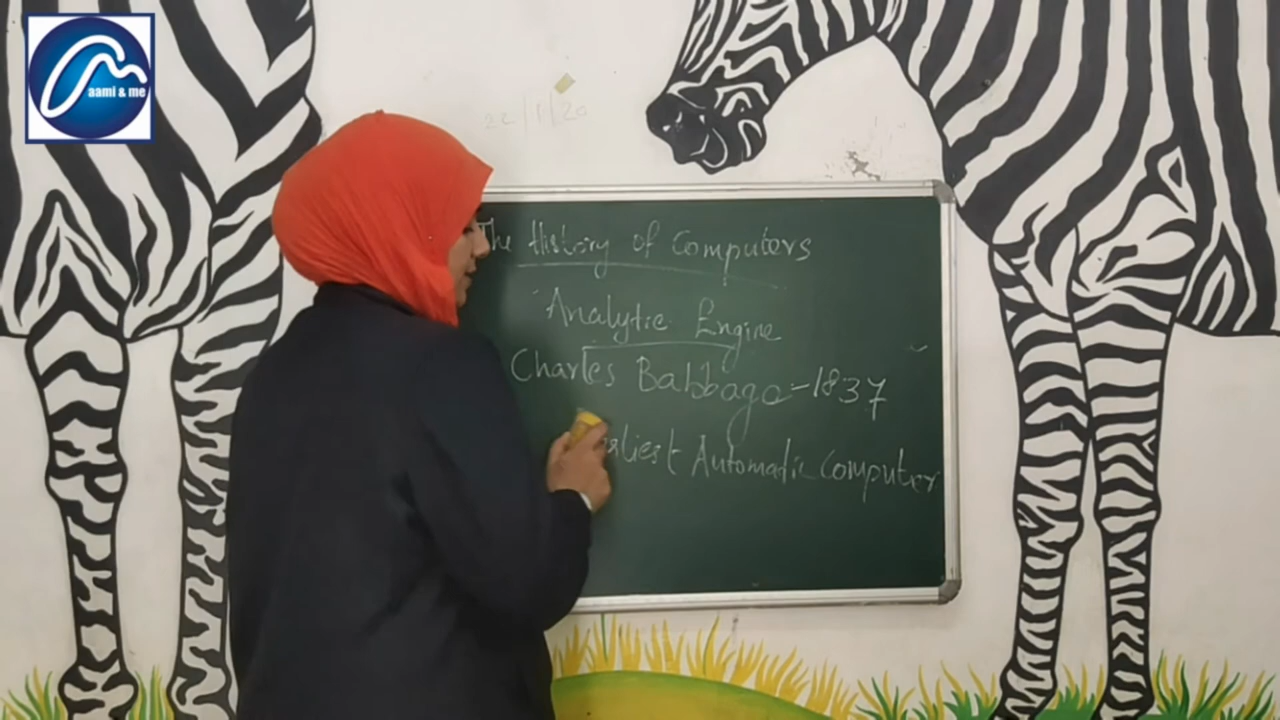 aami & me
22/1/20
The History of Computers
Analytic Engine
Charles Babbage - 1837
Automatic Computer